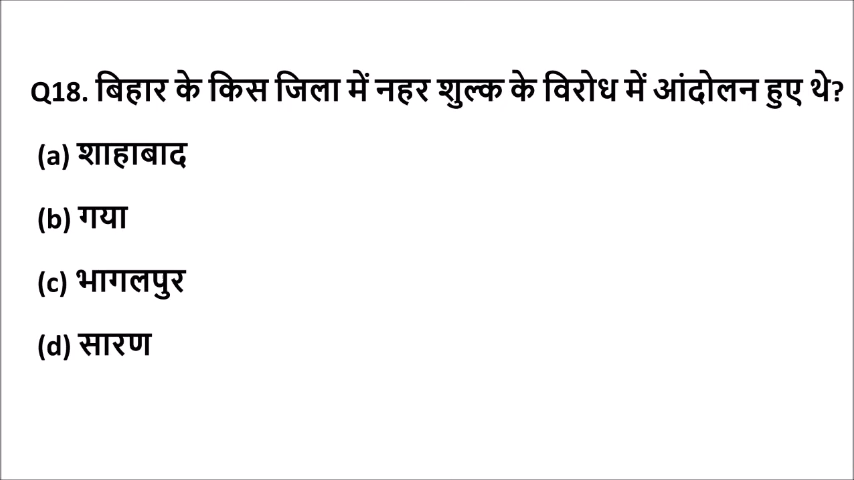 Q18. बिहार के किस जिला में नहर शुल्क के विरोध में आंदोलन हुए थे?
(a) शाहाबाद
(b) गया
(c) भागलपुर
(d) सारण